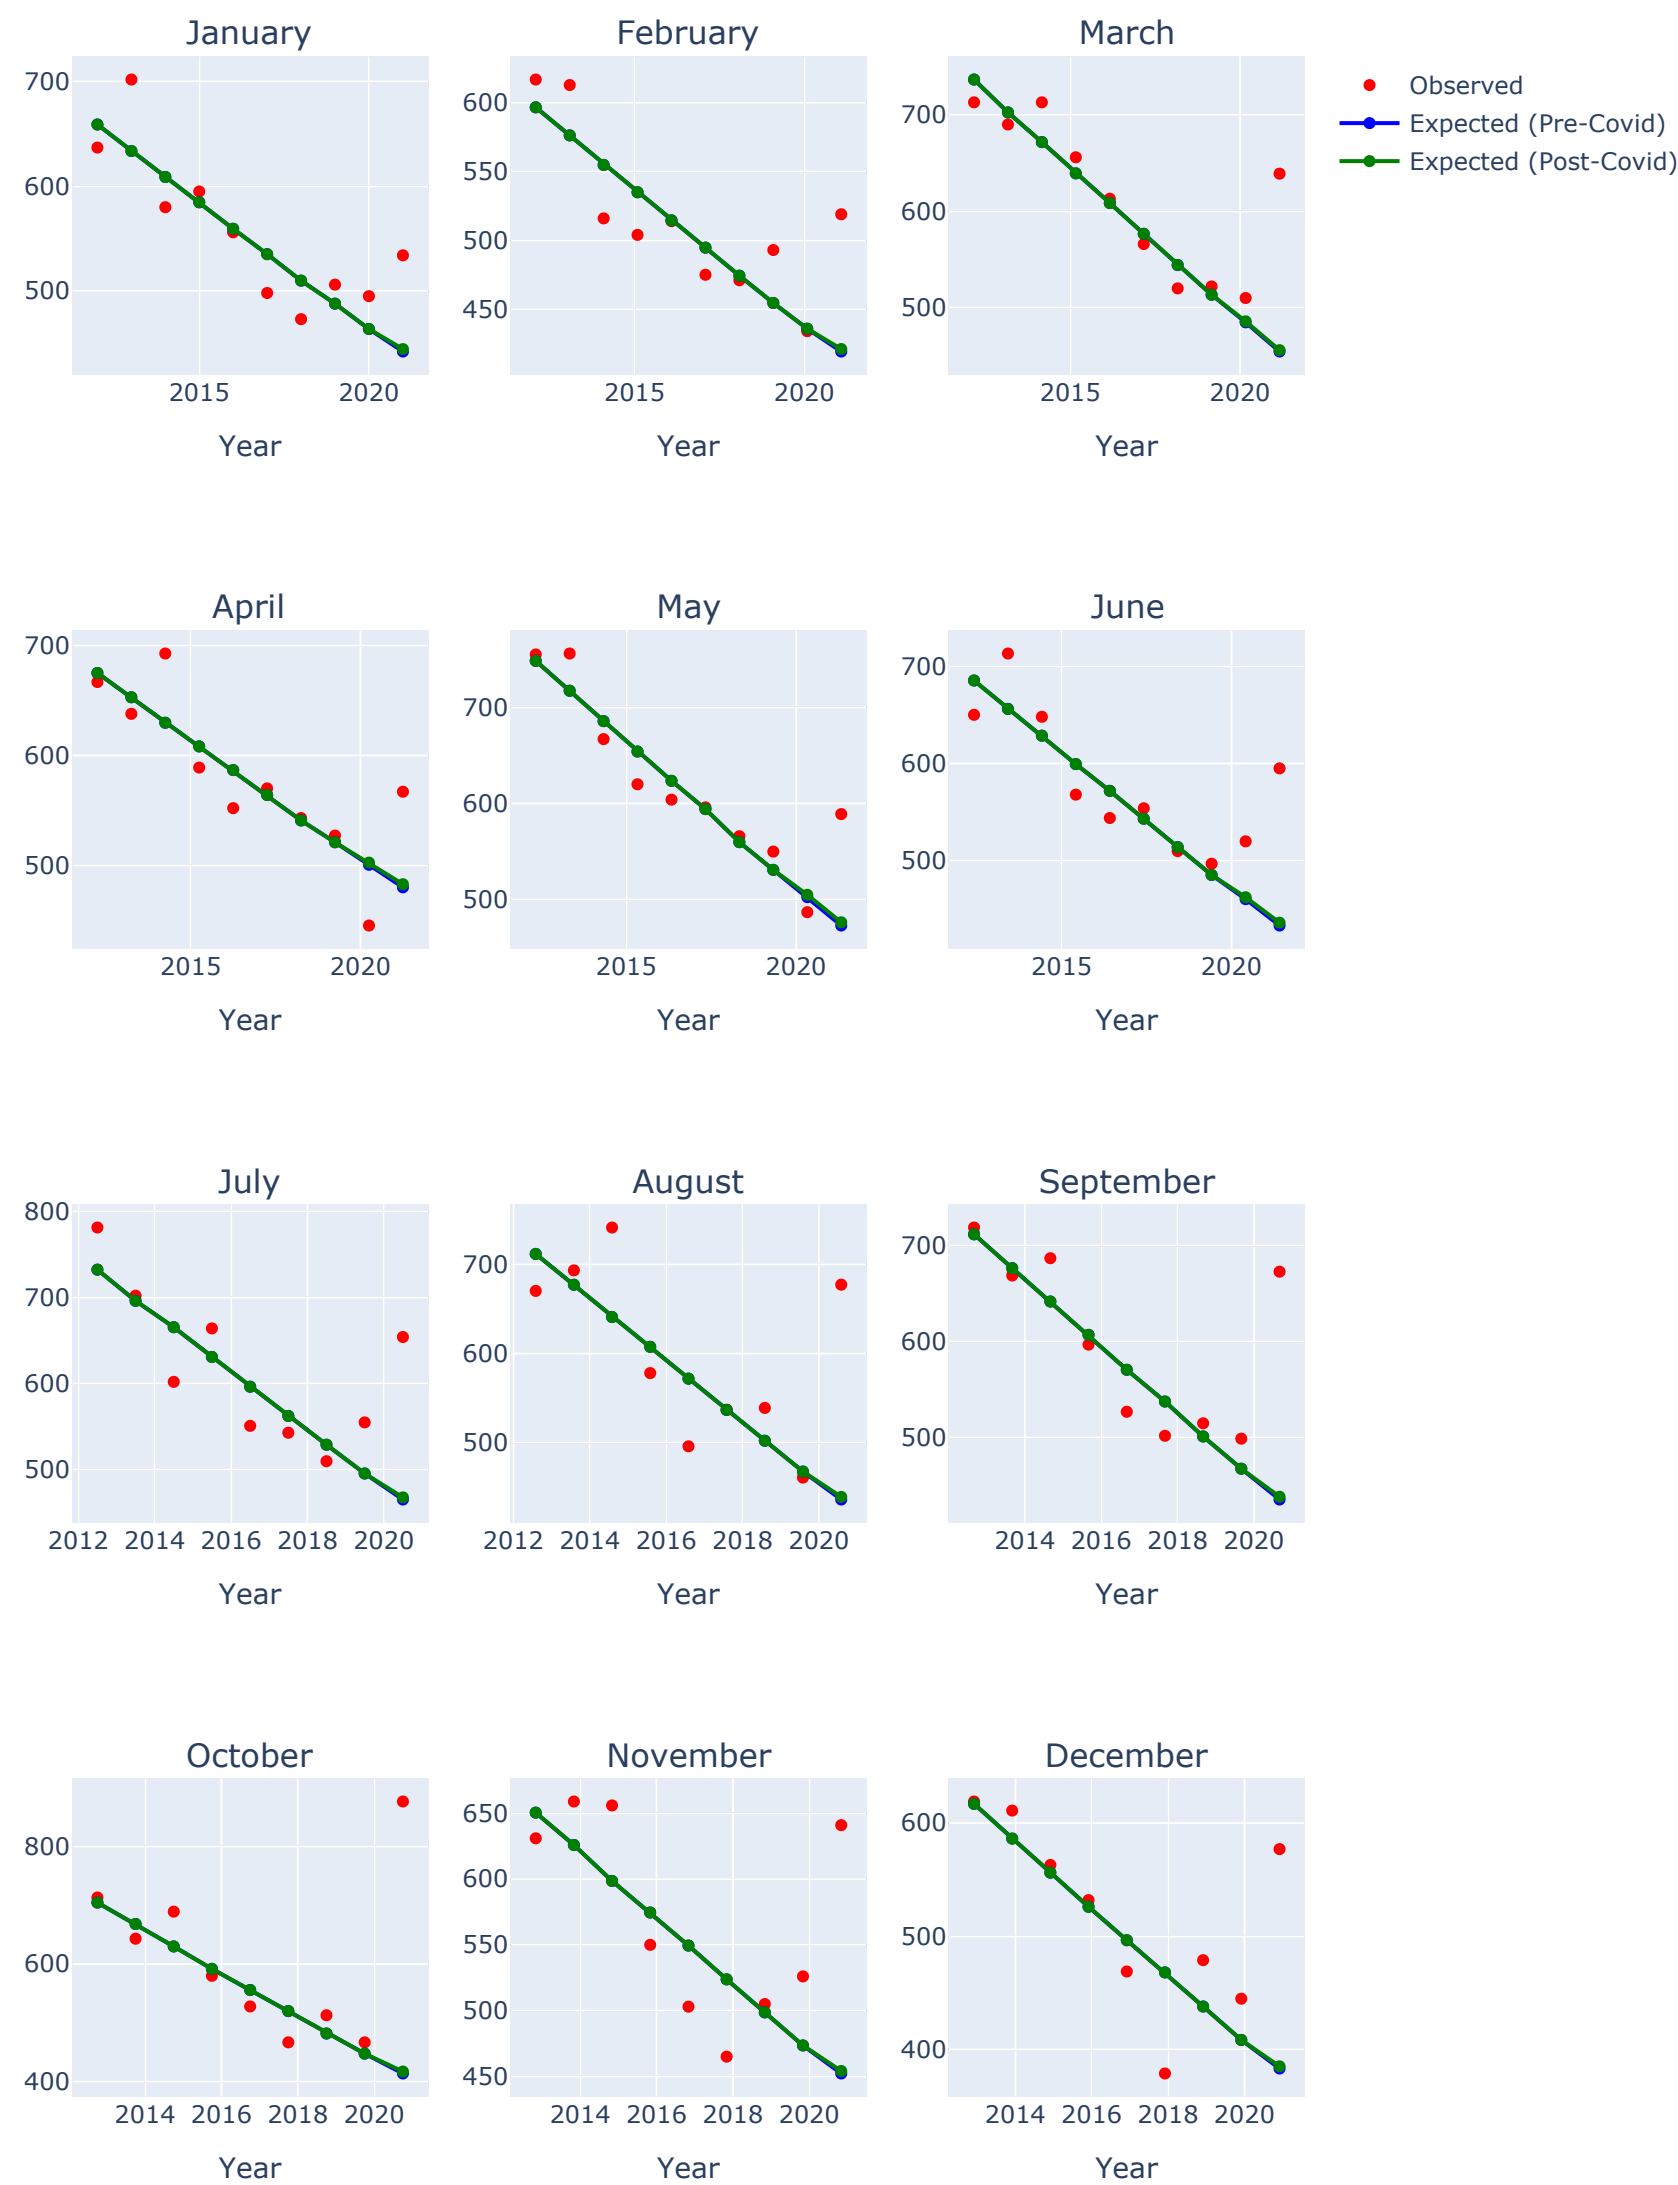 January
February
March
700
600
500
2015
2020
Year
600
550
500
450
2015
2020
Year
700
600
500
2015
2020
Year
Observed
Expected (Pre-Covid)
Expected (Post-Covid)
April
May
June
700
600
500
2015
2020
Year
700
600
500
2015
2020
Year
700
600
500
2015
2020
Year
July
August
September
800
700
600
500
2012 2014 2016 2018 2020
Year
700
600
500
2012 2014 2016 2018 2020
Year
700
600
500
2014 2016 2018 2020
Year
October
November
December
800
600
400
2014 2016 2018 2020
Year
650
600
550
500
450
2014 2016 2018 2020
Year
600
500
400
2014 2016 2018 2020
Year